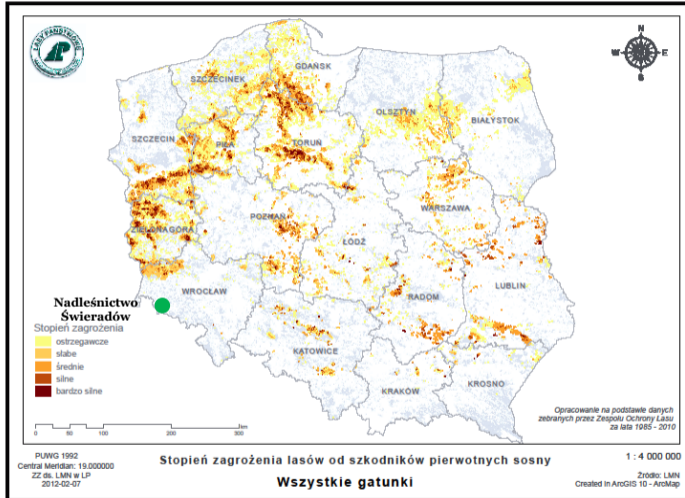 LASY PAŃSTWOWE
N
W E
S
GDAŃSK
SZCZECINEK
OLSZTYN
BIAŁYSTOK
SZCZECIN
PIŁA
TORUŃ
WARSZAWA
POZNAŃ
ZIELONA GÓRA
ŁÓDŹ
LUBLIN
WROCŁAW
RADOM
Nadleśnictwo
Świeradów
Stopień zagrożenia
ostrzegawcze
słabe
średnie
silne
bardzo silne
KATOWICE
KRAKÓW
KROSNO
0 50 100 200 300 km
Opracowanie na podstawie danych
zebranych przez Zespołu Ochrony Lasu
za lata 1985 - 2010
PUWG 1992
Central Meridian: 19.000000
ZZ ds. LMN w LP
2012-02-07
Stopień zagrożenia lasów od szkodników pierwotnych sosny
Wszystkie gatunki
1 : 4 000 000
Źródło: LMN
Created in ArcGIS 10 - ArcMap